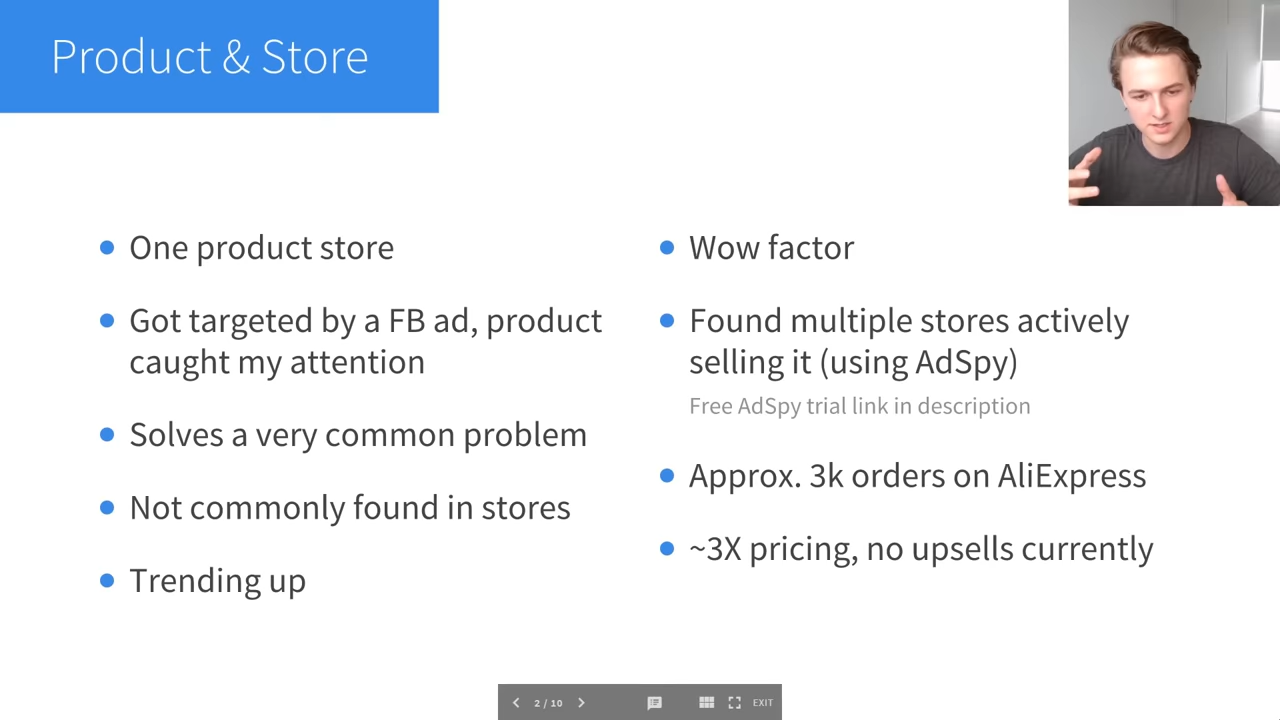 Product & Store
One product store
Got targeted by a FB ad, product
caught my attention
Solves a very common problem
Not commonly found in stores
Trending up
Wow factor
Found multiple stores actively
selling it (using AdSpy)
Free AdSpy trial link in description
Approx. 3k orders on AliExpress
~3X pricing, no upsells currently
2 / 10
EXIT